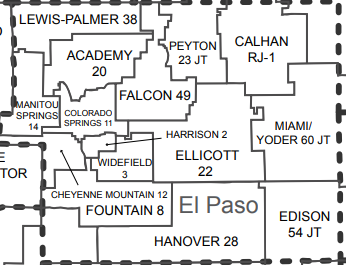 LEWIS-PALMER 38
PEYTON
23 JT
CALHAN
RJ-1
ACADEMY
20
FALCON 49
MANITOU
SPRINGS
14
COLORADO
SPRINGS 11
HARRISON 2
MIAMI/
YODER 60 JT
WIDEFIELD
3
ELLICOTT
22
E
TOR
CHEYENNE MOUNTAIN 12
FOUNTAIN 8
El Paso
EDISON
54 JT
HANOVER 28